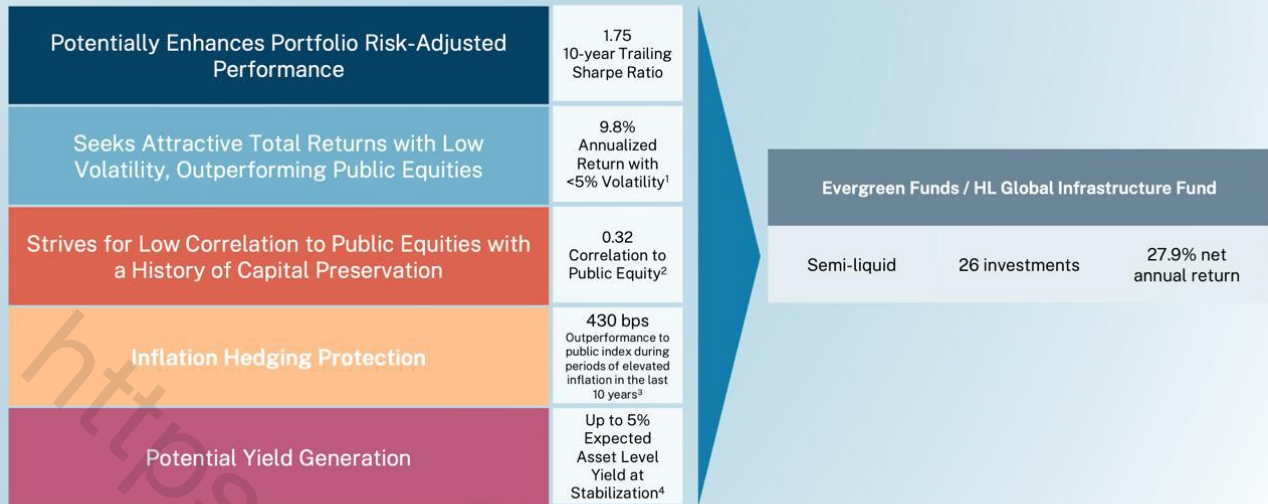 Potentially Enhances Portfolio Risk-Adjusted
Performance
1.75
10-year Trailing
Sharpe Ratio
Seeks Attractive Total Returns with Low
Volatility, Outperforming Public Equities
9.8%
Annualized
Return with
<5% Volatility¹
Strives for Low Correlation to Public Equities with
a History of Capital Preservation
0.32
Correlation to
Public Equity²
Inflation Hedging Protection
430 bps
Outperformance to
public index during
periods of elevated
inflation in the last
10 years³
Potential Yield Generation
Up to 5%
Expected
Asset Level
Yield at
Stabilization⁴
Evergreen Funds / HL Global Infrastructure Fund
Semi-liquid
26 investments
27.9% net
annual return
https